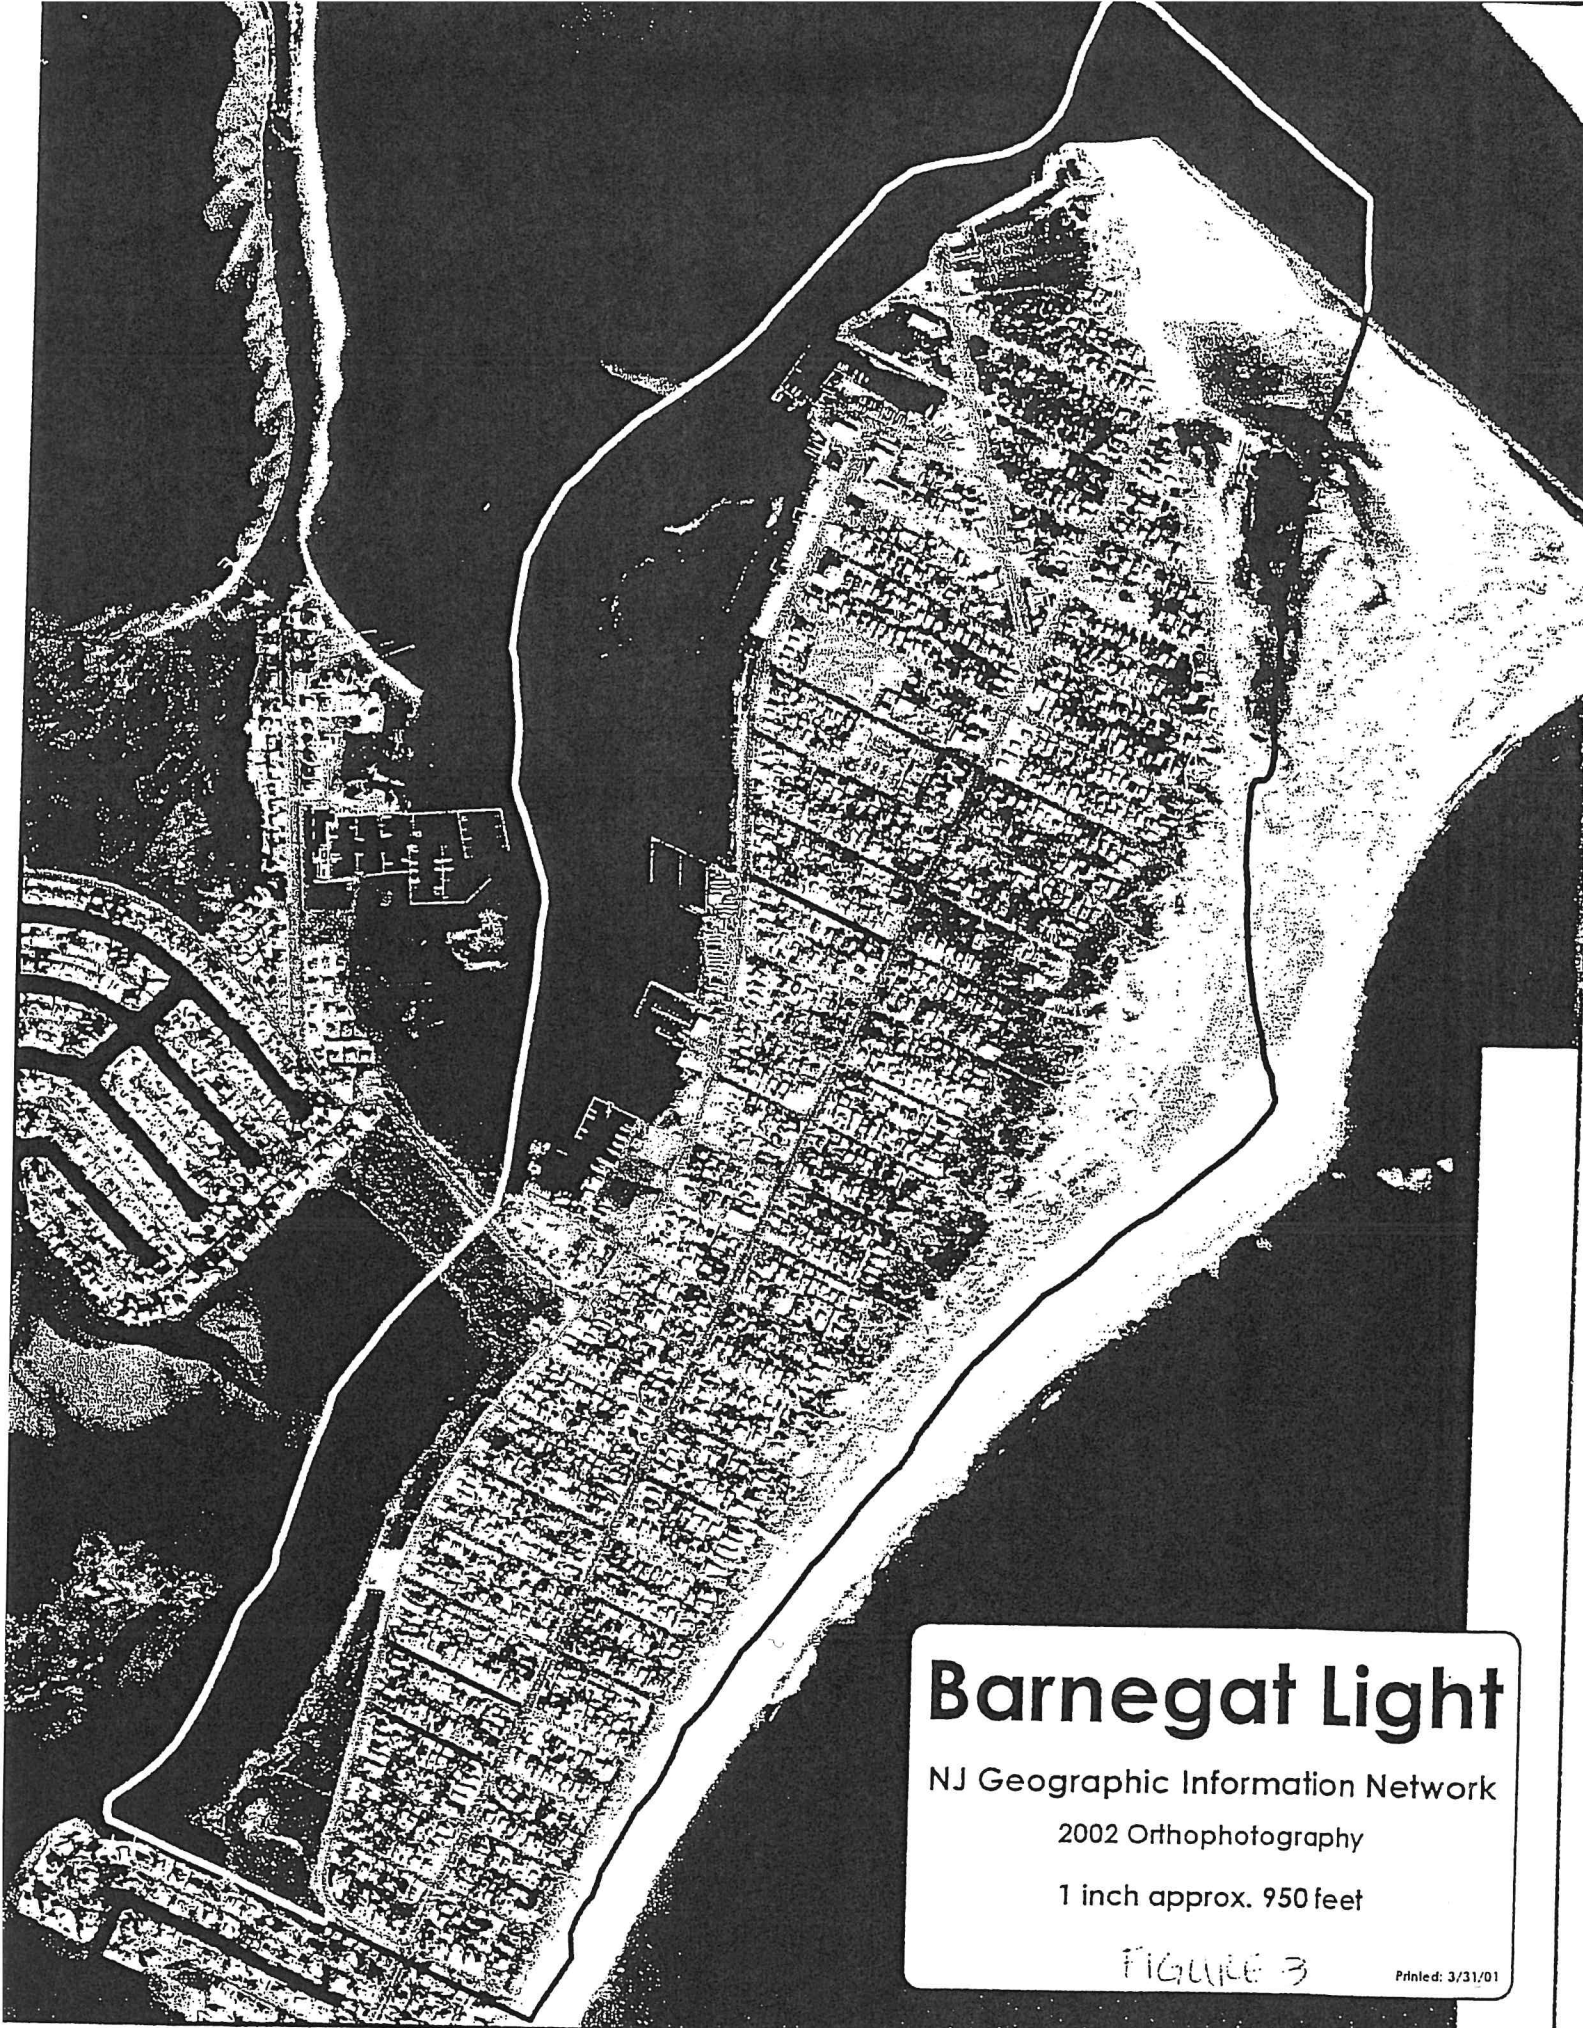 Barnegat Light
NJ Geographic Information Network
2002 Orthophotography
1 inch approx. 950 feet
FIGURE 3
Printed: 3/31/01